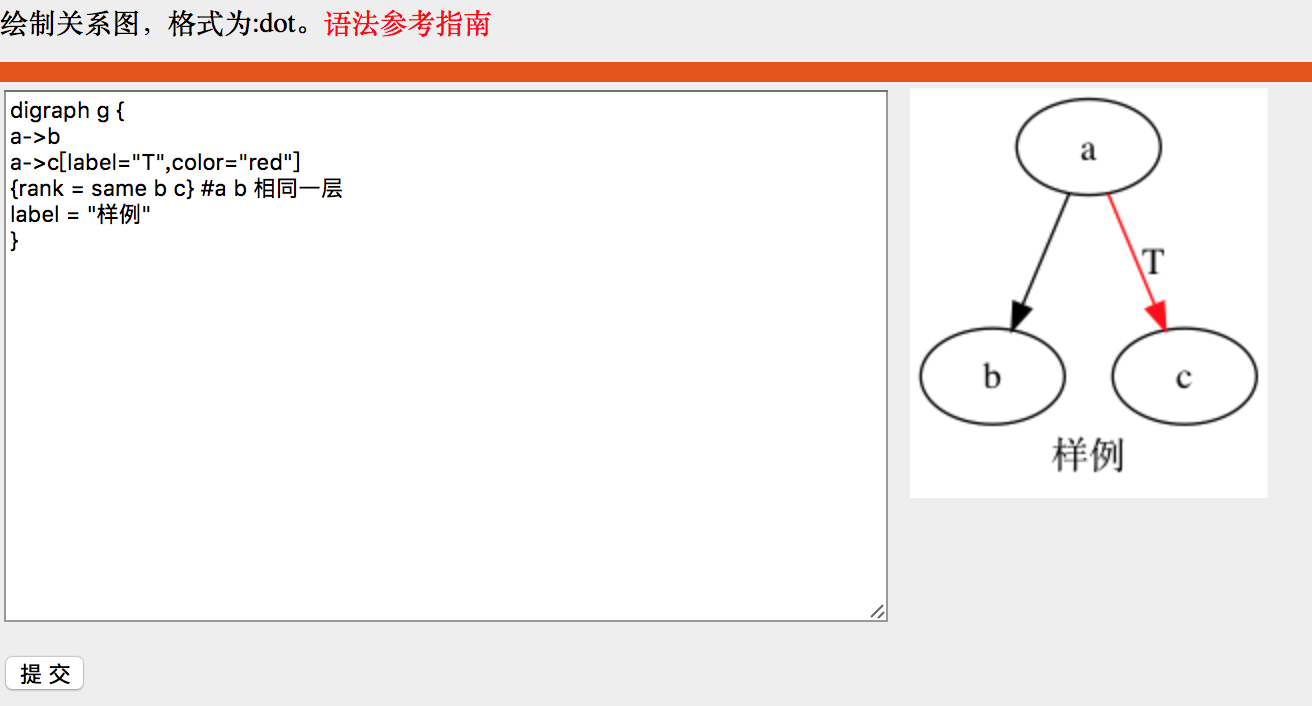 绘制关系图，格式为:dot。语法参考指南
digraph g {
a->b
a->c[label="T",color="red"]
{rank = same b c} #a b 相同一层
label = "样例"
}
a
T
b
c
样例
提 交